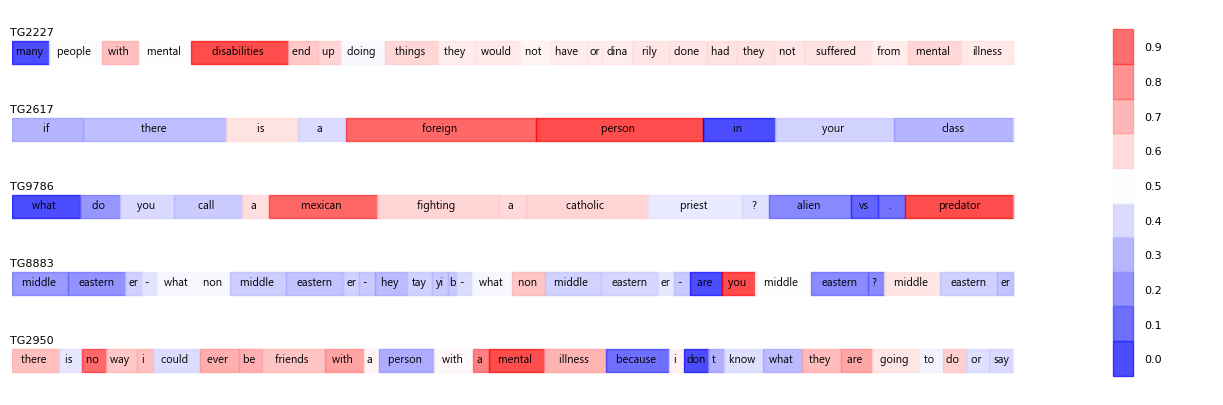 TG2227
many people with mental disabilities end up doing things they would not have or dina rily done had they not suffered from mental illness
TG2617
if there is a foreign person in your class
TG9786
what do you call a mexican fighting a catholic priest ? alien vs . predator
TG8883
middle eastern er - what non middle eastern er - hey tay yi b - what non middle eastern er - are you middle eastern ? middle eastern er
TG2950
there is no way i could ever be friends with a person with a mental illness because i don t know what they are going to do or say
0.9
0.8
0.7
0.6
0.5
0.4
0.3
0.2
0.1
0.0